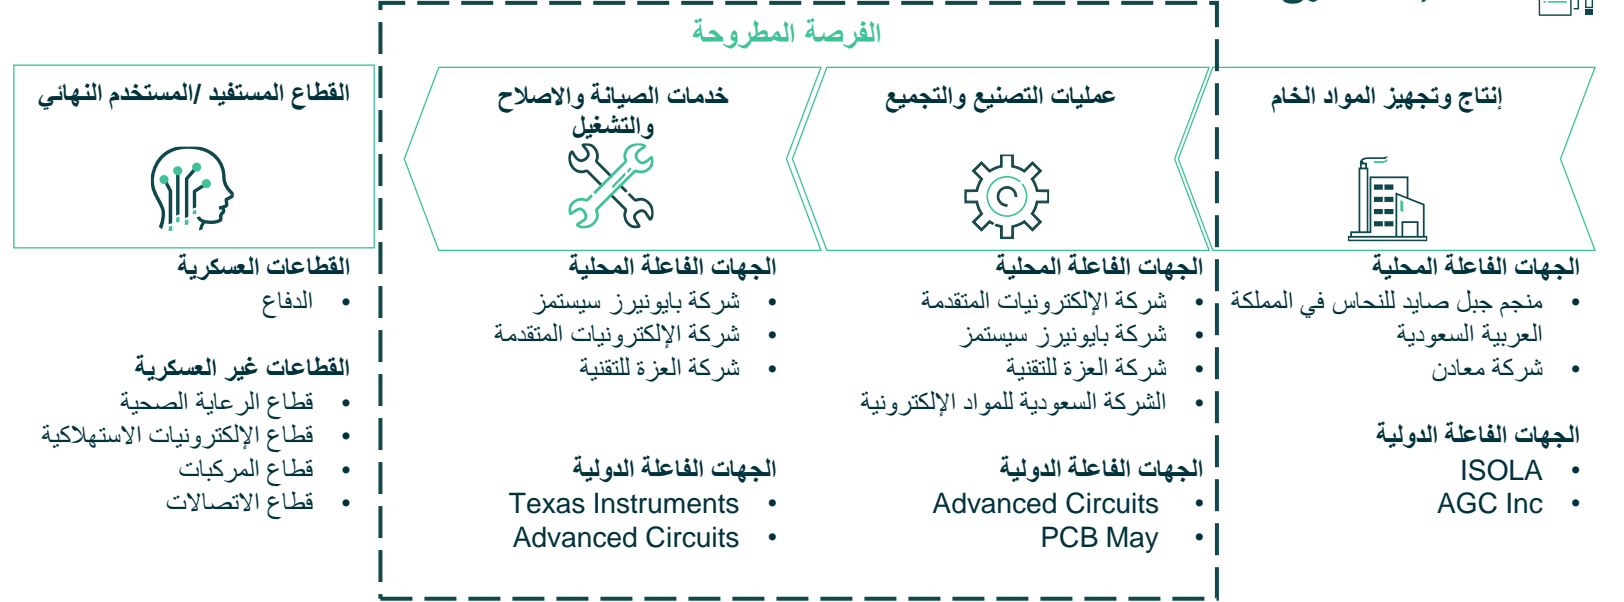 الفرصة المطروحة
إنتاج وتجهيز المواد الخام
الجهات الفاعلة المحلية
• منجم جبل صايد للنحاس في المملكة
العربية السعودية
• شركة معادن
الجهات الفاعلة الدولية
• ISOLA
• AGC Inc
عمليات التصنيع والتجميع
الجهات الفاعلة المحلية
• شركة الإلكترونيات المتقدمة
• شركة بايونيرز سيستمز
• شركة العزة للتقنية
• الشركة السعودية للمواد الإلكترونية
الجهات الفاعلة الدولية
• Advanced Circuits
• PCB May
خدمات الصيانة والاصلاح
والتشغيل
الجهات الفاعلة المحلية
• شركة بايونيرز سيستمز
• شركة الإلكترونيات المتقدمة
• شركة العزة للتقنية
الجهات الفاعلة الدولية
• Texas Instruments
• Advanced Circuits
القطاع المستفيد /المستخدم النهائي
القطاعات العسكرية
• الدفاع
القطاعات غير العسكرية
• قطاع الرعاية الصحية
• قطاع الإلكترونيات الاستهلاكية
• قطاع المركبات
• قطاع الاتصالات